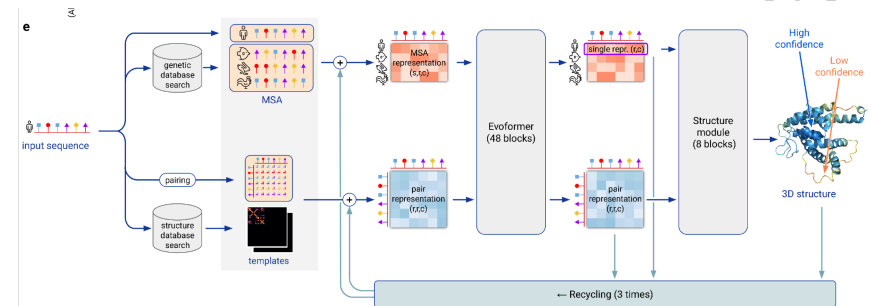 e
(Al
input sequence
genetic
database
search
pairing
structure
database
search
MSA
templates
+
+
MSA
representation
(s,r,c)
pair
representation
(r,r,c)
Evoformer
(48 blocks)
single repr. (r,c)
pair
representation
(r,r,c)
Structure
module
(8 blocks)
High
confidence
Low
confidence
3D structure
← Recycling (3 times)